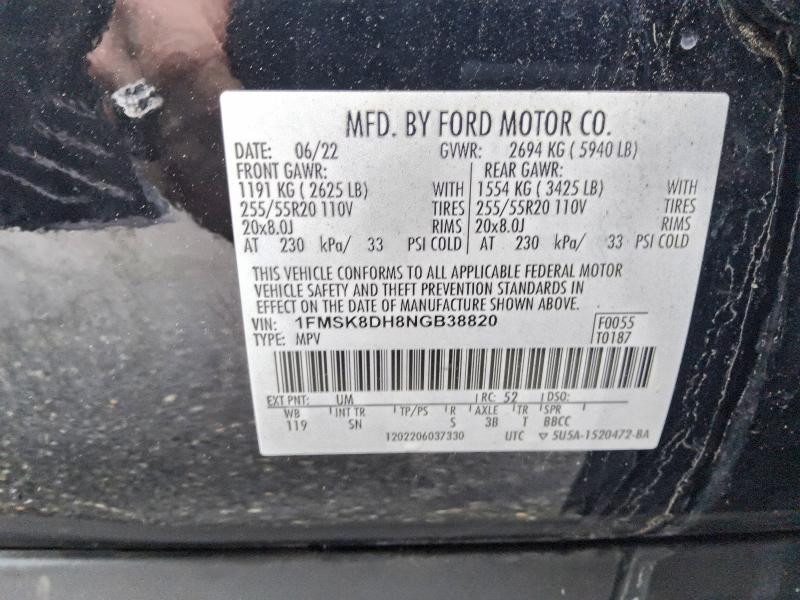 MFD. BY FORD MOTOR CO.
DATE: 06/22 GVWR: 2694 KG ( 5940 LB)
FRONT GAWR: REAR GAWR:
1191 KG ( 2625 LB) WITH 1554 KG ( 3425 LB) WITH
255/55R20 110V TIRES 255/55R20 110V TIRES
20x8.0J RIMS 20x8.0J RIMS
AT 230 kPa/ 33 PSI COLD AT 230 kPa/ 33 PSI COLD
THIS VEHICLE CONFORMS TO ALL APPLICABLE FEDERAL MOTOR
VEHICLE SAFETY AND THEFT PREVENTION STANDARDS IN
EFFECT ON THE DATE OF MANUFACTURE SHOWN ABOVE.
VIN: 1FMSK8DH8NGB38820 F0055
TYPE: MPV T0187
EXT PNT: UM RC: 52 DSO:
WB INT TR TP/PS R AXLE TR SPR
119 SN S 3B T BBCC
1202206037330 UTC ▽ 5U5A-1520472-BA